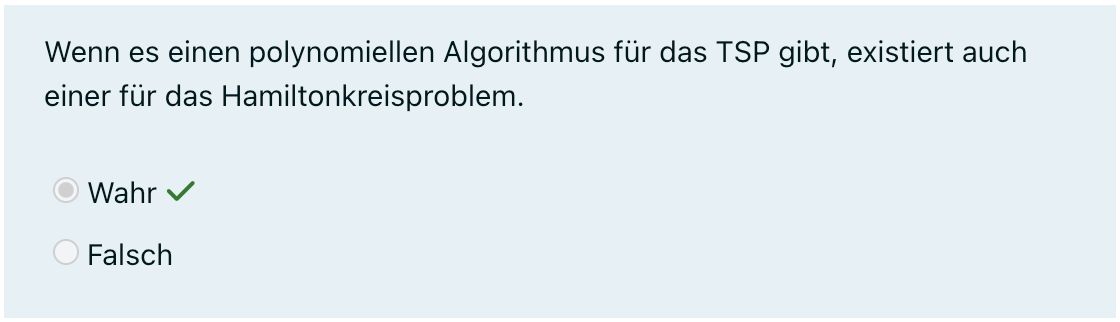 Wenn es einen polynomiellen Algorithmus für das TSP gibt, existiert auch
einer für das Hamiltonkreisproblem.
Wahr
Falsch